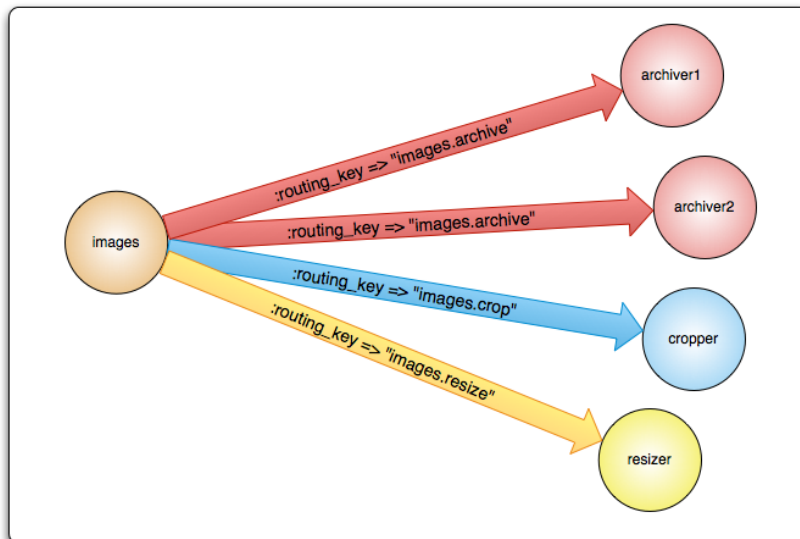 archiver1
:routing_key => "images.archive"
archiver2
:routing_key => "images.archive"
images
:routing_key => "images.crop"
cropper
:routing_key => "images.resize"
resizer